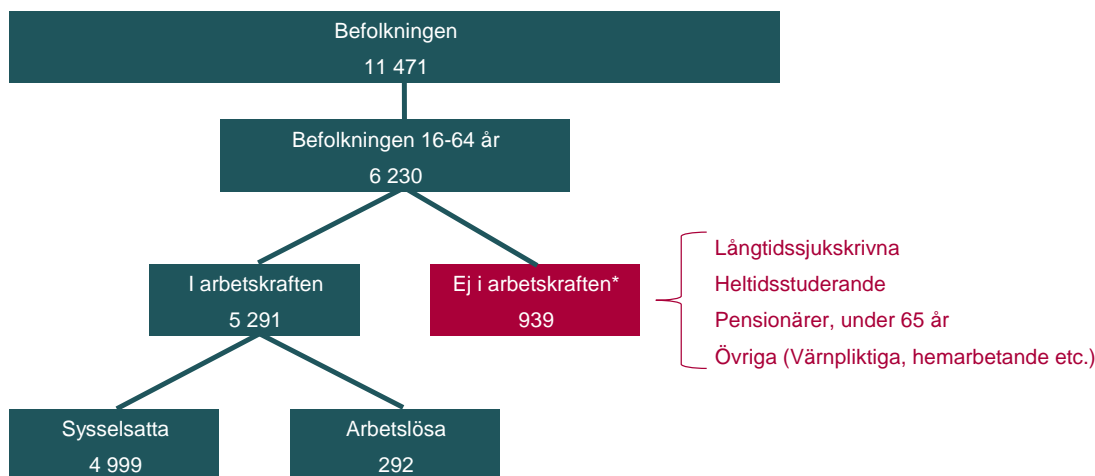 Befolkningen
11 471
Befolkningen 16-64 år
6 230
I arbetskraften
5 291
Ej i arbetskraften*
939
Långtidssjukskrivna
Heltidsstuderande
Pensionärer, under 65 år
Övriga (Värnpliktiga, hemarbetande etc.)
Sysselsatta
4 999
Arbetslösa
292